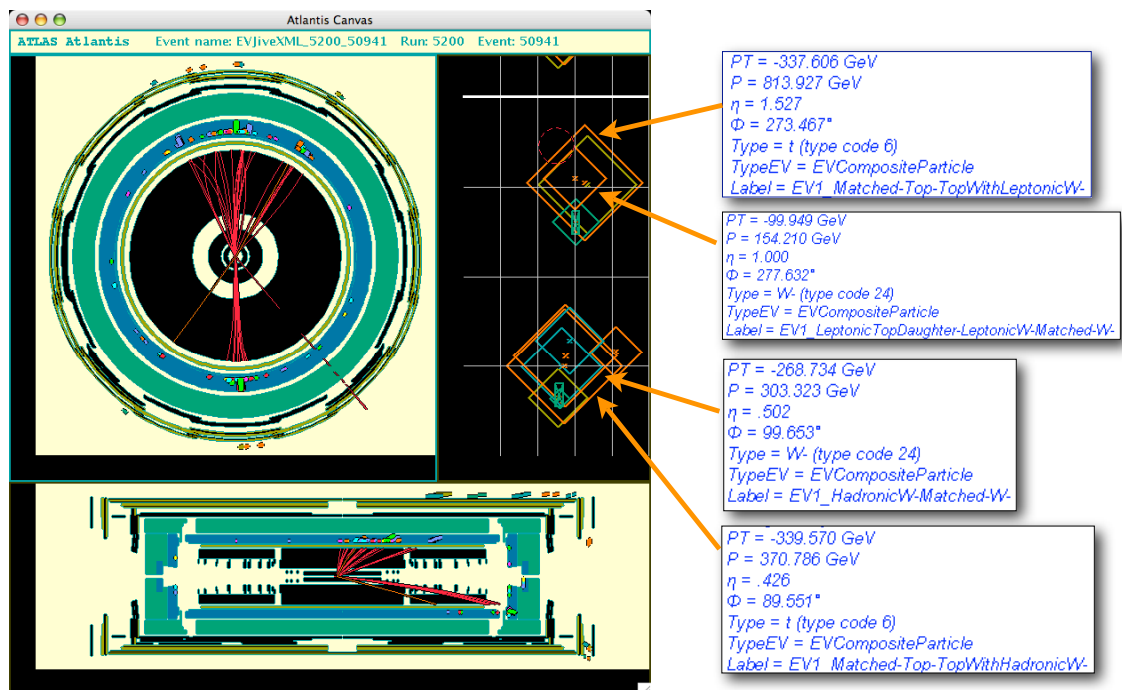 Atlantis Canvas
ATLAS Atlantis Event name: EVJiveXML_5200_50941 Run: 5200 Event: 50941
PT = -337.606 GeV
P = 813.927 GeV
η = 1.527
Φ = 273.467°
Type = t (type code 6)
TypeEV = EVCompositeParticle
Label = EV1_Matched-Top-TopWithLeptonicW-
PT = -99.949 GeV
P = 154.210 GeV
η = 1.000
Φ = 277.632°
Type = W- (type code 24)
TypeEV = EVCompositeParticle
Label = EV1_LeptonicTopDaughter-LeptonicW-Matched-W-
PT = -268.734 GeV
P = 303.323 GeV
η = .502
Φ = 99.653°
Type = W- (type code 24)
TypeEV = EVCompositeParticle
Label = EV1_HadronicW-Matched-W-
PT = -339.570 GeV
P = 370.786 GeV
η = .426
Φ = 89.551°
Type = t (type code 6)
TypeEV = EVCompositeParticle
Label = EV1_Matched-Top-TopWithHadronicW-